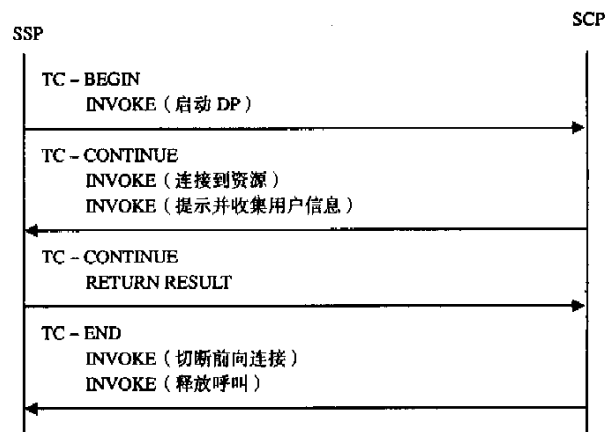 SSP
SCP
TC – BEGIN
INVOKE（启动 DP）
TC – CONTINUE
INVOKE（连接到资源）
INVOKE（提示并收集用户信息）
TC – CONTINUE
RETURN RESULT
TC – END
INVOKE（切断前向连接）
INVOKE（释放呼叫）